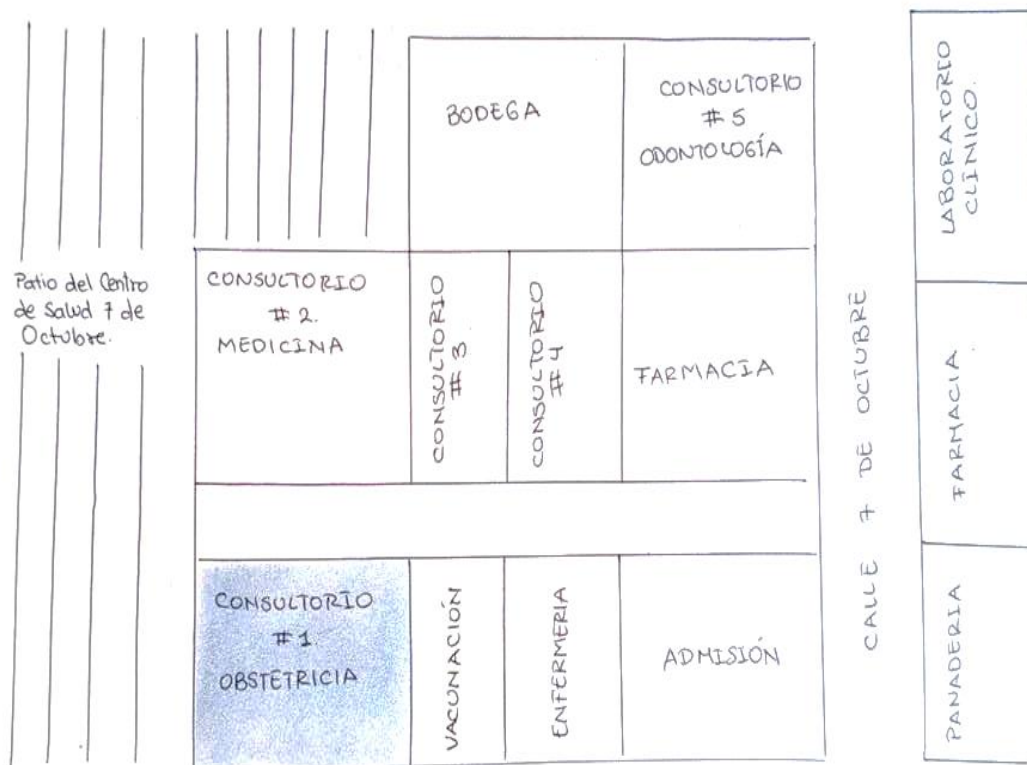 BODEGA
CONSULTORIO
# 5
ODONTOLOGÍA
LABORATORIO
CLÍNICO.
Patio del Centro
de Salud 7 de
Octubre.
CONSULTORIO
# 2.
MEDICINA
CONSULTORIO
# 3
CONSULTORIO
# 4
FARMACIA
CALLE 7 DE OCTUBRE
FARMACIA
CONSULTORIO
# 1.
OBSTETRICIA
VACUNACIÓN
ENFERMERIA
ADMISIÓN
PANADERIA